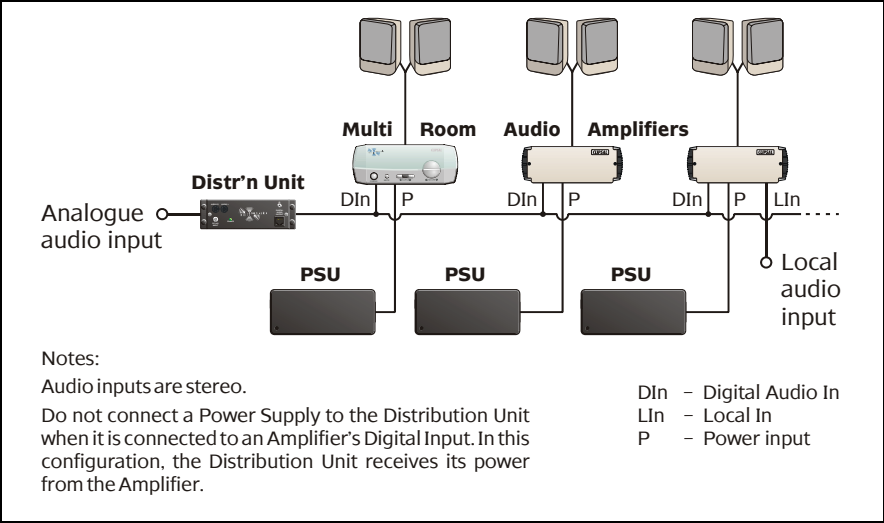 Multi Room Audio Amplifiers
CLIPSAL
CLIPSAL
Distr'n Unit
DIn P DIn P DIn P LIn
Analogue
audio input
PSU PSU PSU
Local
audio
input
Notes:
Audio inputs are stereo.
Do not connect a Power Supply to the Distribution Unit
when it is connected to an Amplifier's Digital Input. In this
configuration, the Distribution Unit receives its power
from the Amplifier.
DIn – Digital Audio In
LIn – Local In
P – Power input